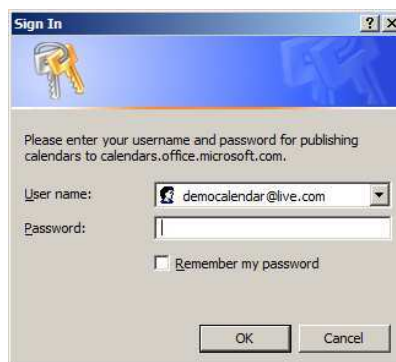 Sign In
Please enter your username and password for publishing
calendars to calendars.office.microsoft.com.
User name: democalendar@live.com
Password:
Remember my password
OK Cancel